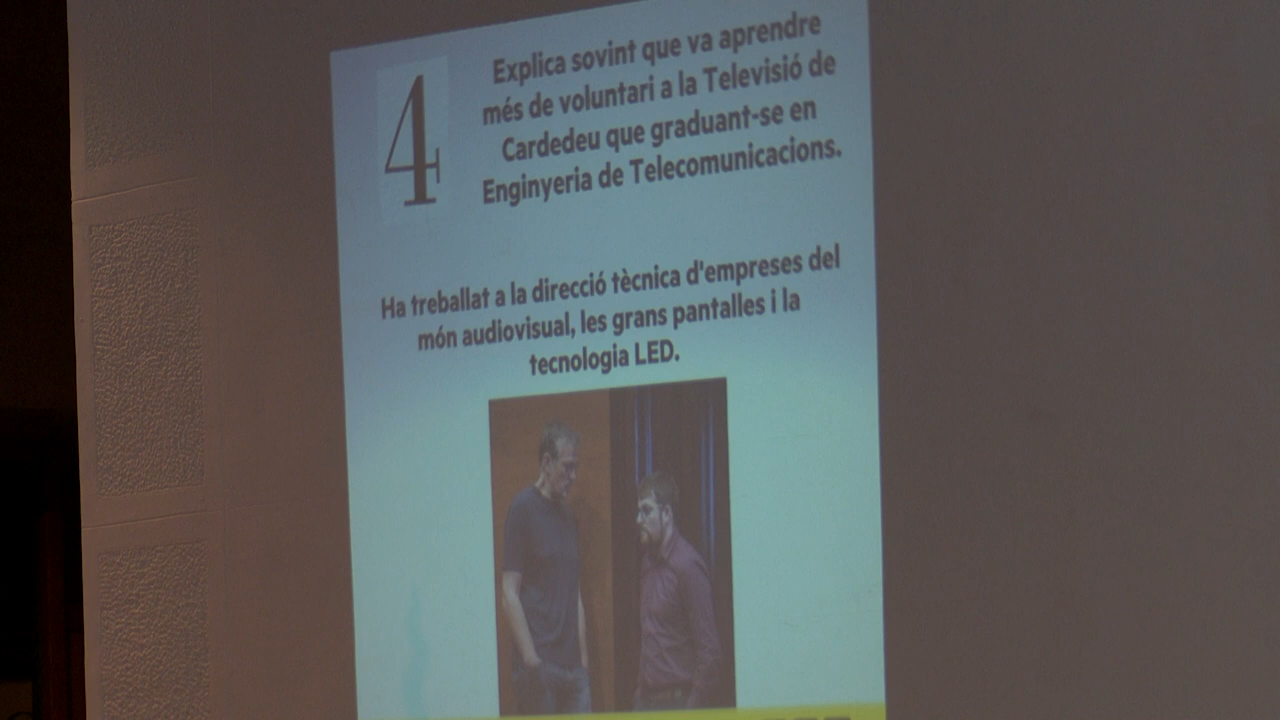 4
Explica sovint que va aprendre
més de voluntari a la Televisió de
Cardedeu que graduant-se en
Enginyeria de Telecomunicacions.
Ha treballat a la direcció tècnica d'empreses del
món audiovisual, les grans pantalles i la
tecnologia LED.